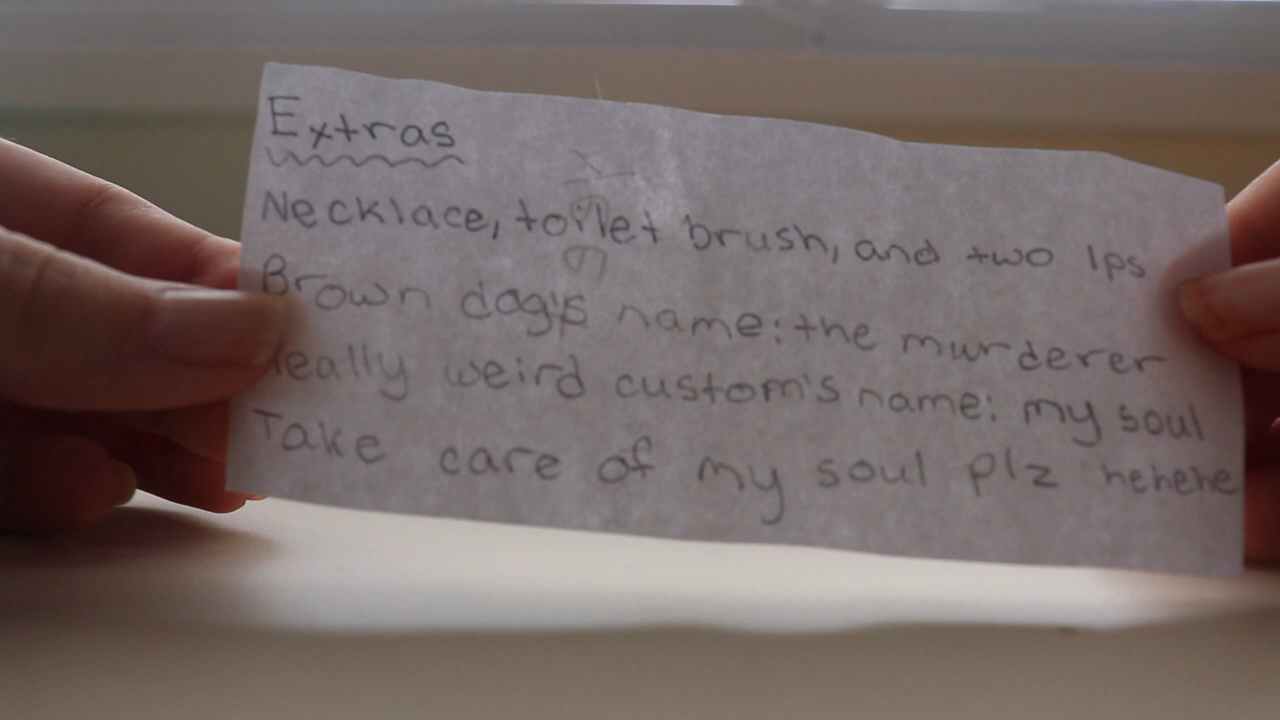 Extras
Necklace, toilet brush, and two lps
Brown dog's name: the murderer
Really weird custom's name: my soul
Take care of my soul plz hehehe